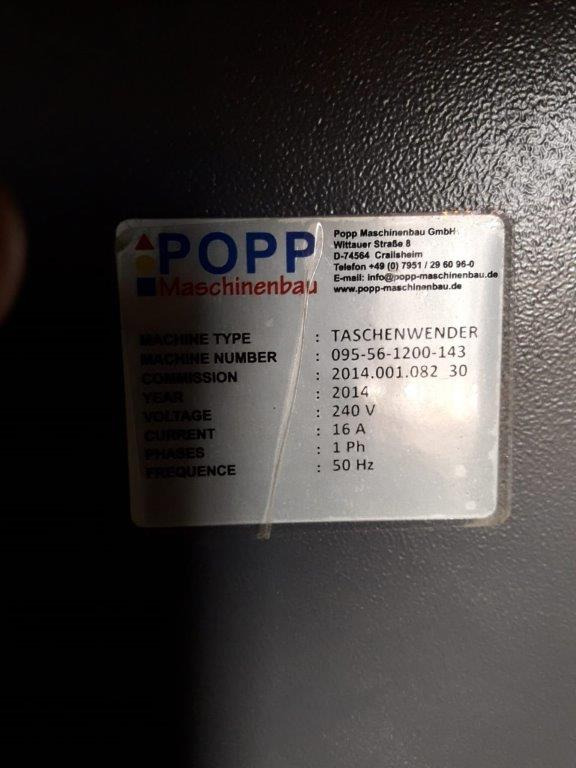 POPP
Maschinenbau
Popp Maschinenbau GmbH
Wittauer Straße 8
D-74564 Crailsheim
Telefon +49 (0) 7951 / 29 60 96-0
E-mail: info@popp-maschinenbau.de
www.popp-maschinenbau.de
MACHINE TYPE : TASCHENWENDER
MACHINE NUMBER : 095-56-1200-143
COMMISSION : 2014.001.082_30
YEAR : 2014
VOLTAGE : 240 V
CURRENT : 16 A
PHASES : 1 Ph
FREQUENCE : 50 Hz